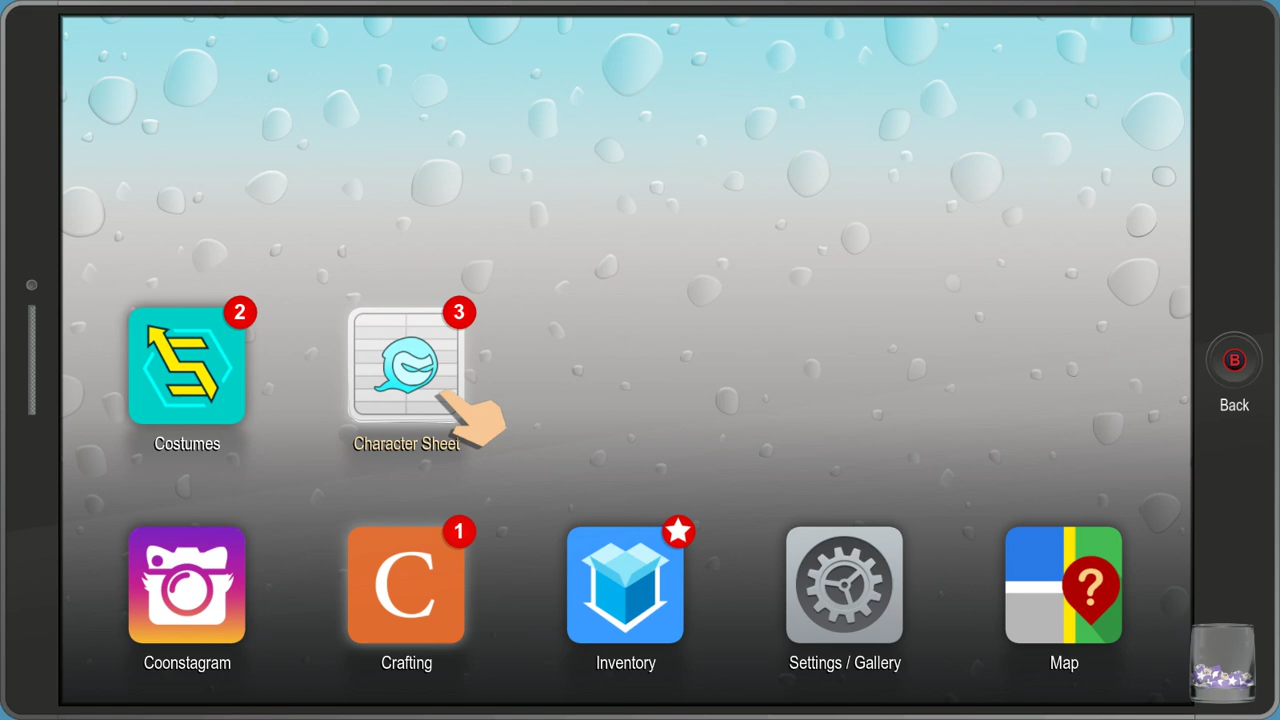 2
3
Costumes
Character Sheet
B
Back
1
C
?
Coonstagram
Crafting
Inventory
Settings / Gallery
Map